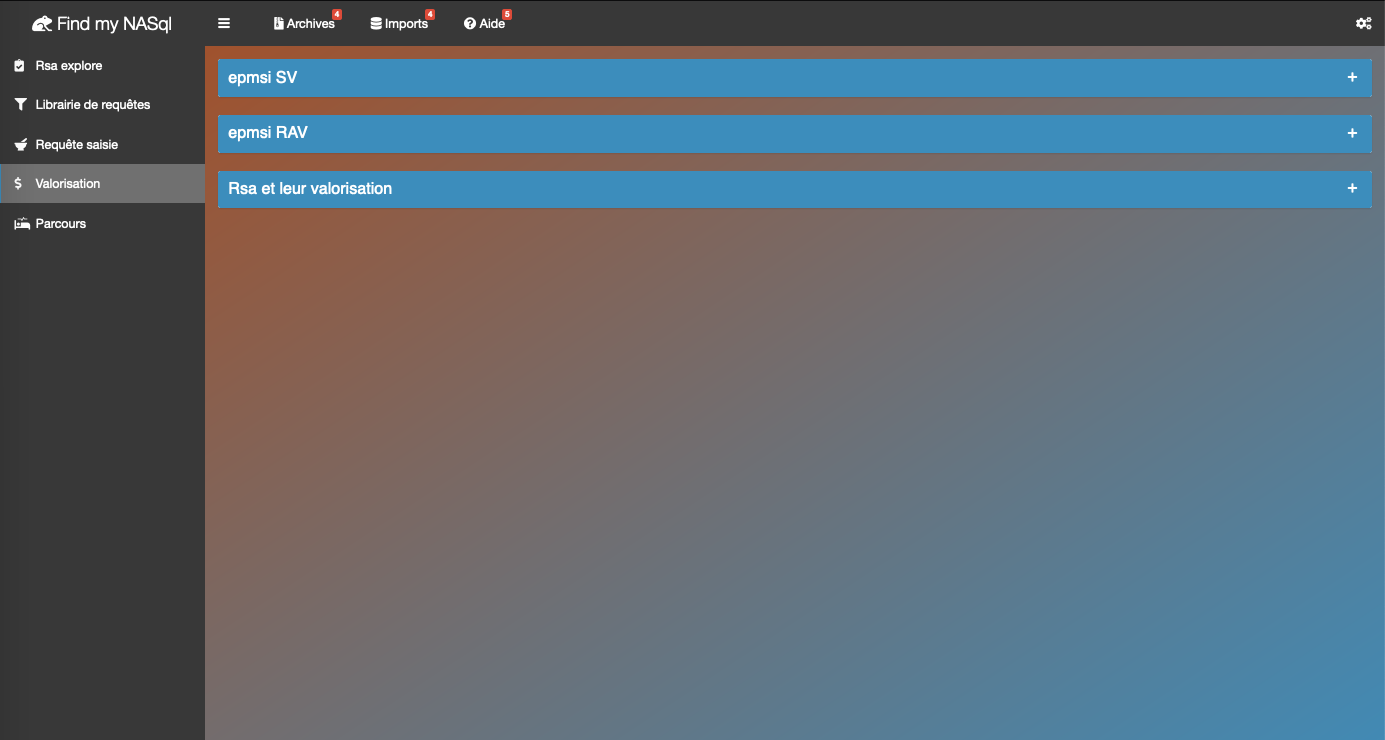 Find my NASql
Archives 4
Imports 4
Aide 5
Rsa explore
Librairie de requêtes
Requête saisie
Valorisation
Parcours
epmsi SV
epmsi RAV
Rsa et leur valorisation